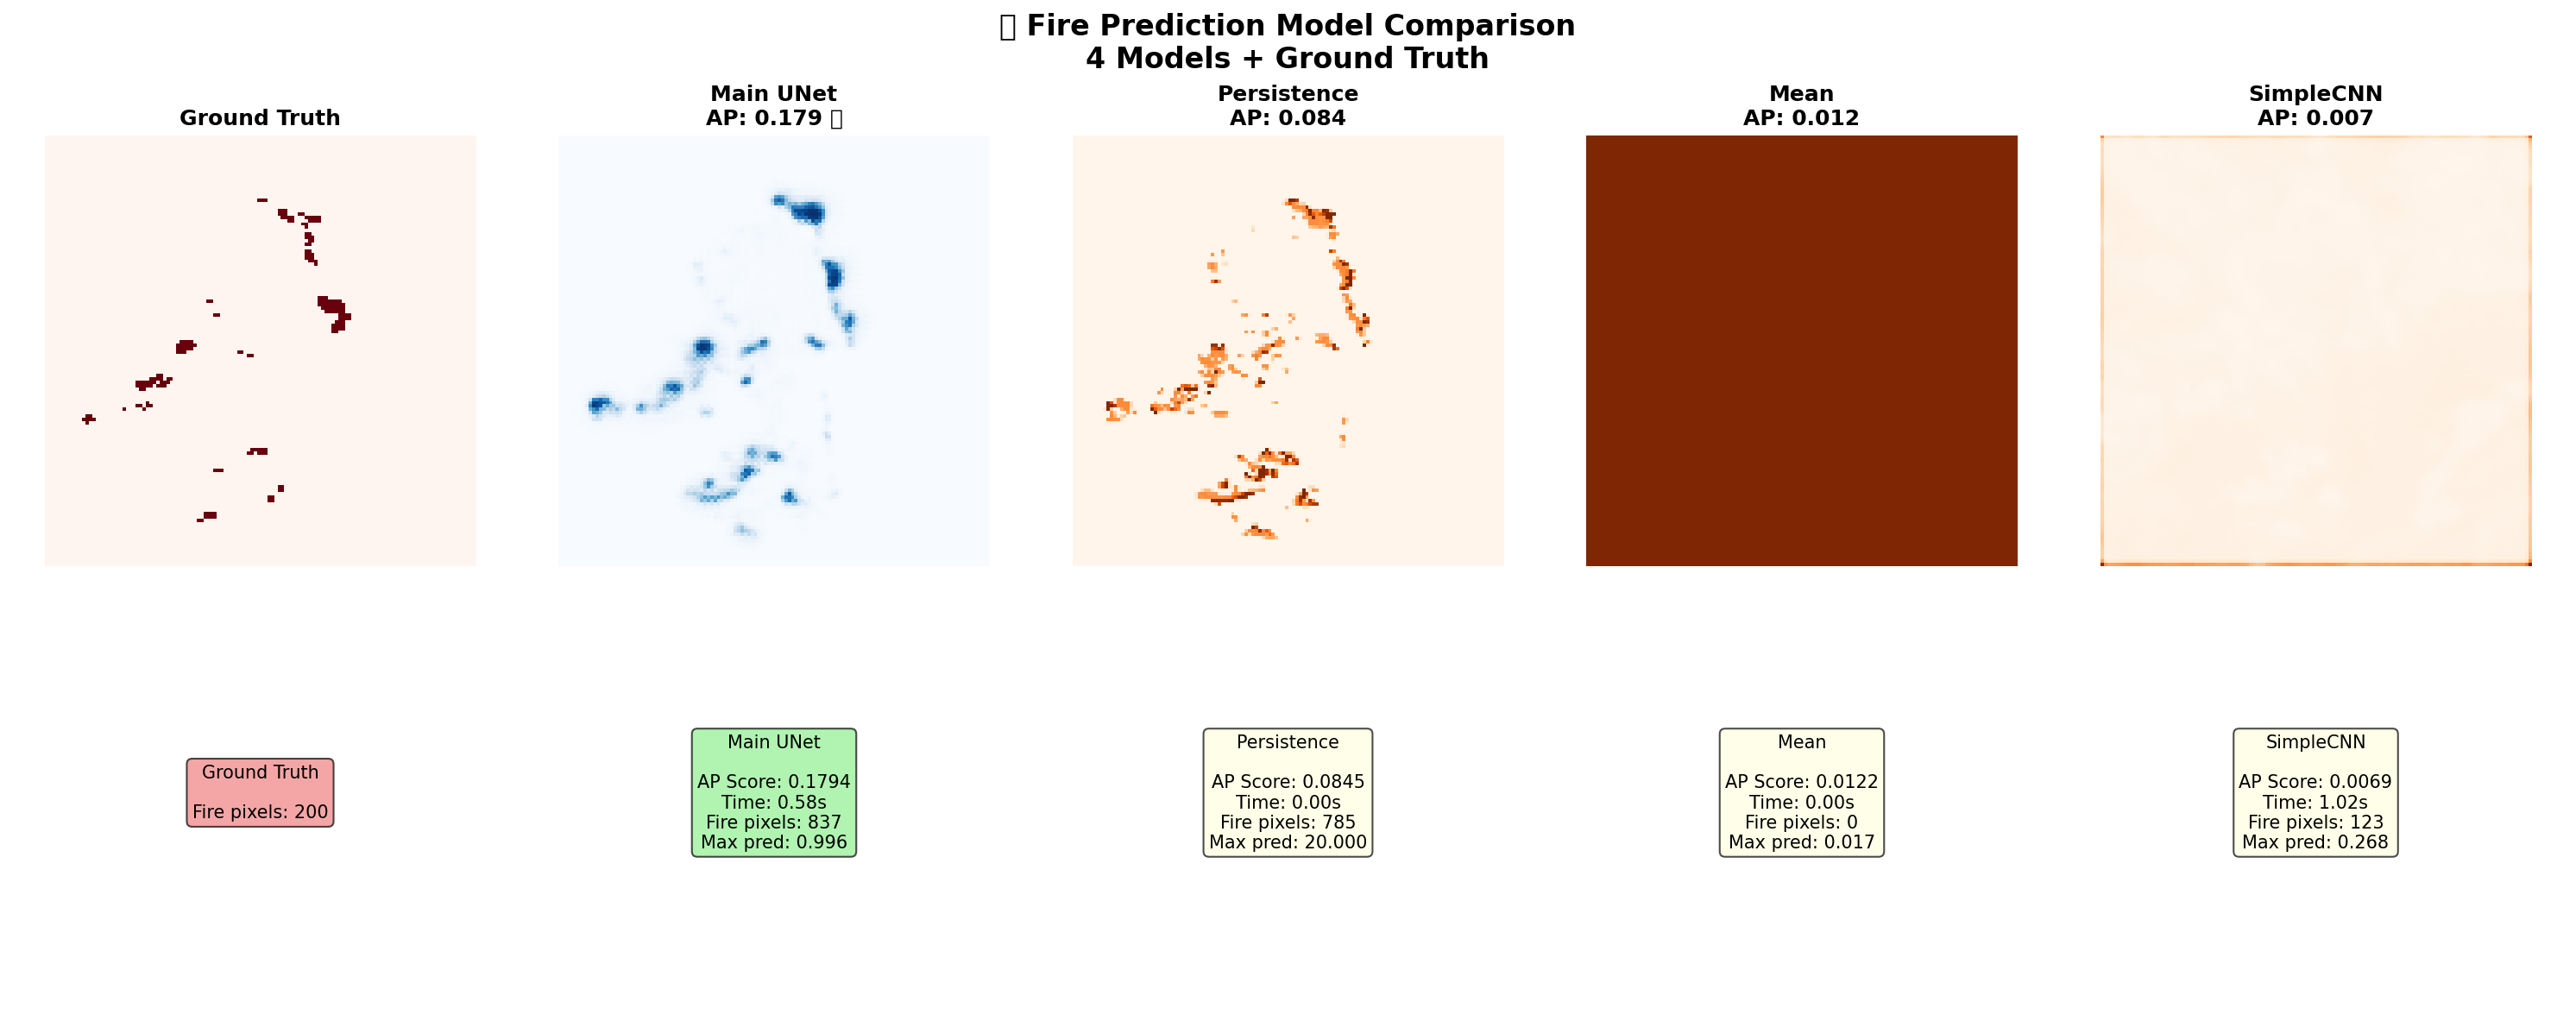 ▯ Fire Prediction Model Comparison
4 Models + Ground Truth
Ground Truth
Main UNet
AP: 0.179 ▯
Persistence
AP: 0.084
Mean
AP: 0.012
SimpleCNN
AP: 0.007
Ground Truth
Fire pixels: 200
Main UNet
AP Score: 0.1794
Time: 0.58s
Fire pixels: 837
Max pred: 0.996
Persistence
AP Score: 0.0845
Time: 0.00s
Fire pixels: 785
Max pred: 20.000
Mean
AP Score: 0.0122
Time: 0.00s
Fire pixels: 0
Max pred: 0.017
SimpleCNN
AP Score: 0.0069
Time: 1.02s
Fire pixels: 123
Max pred: 0.268